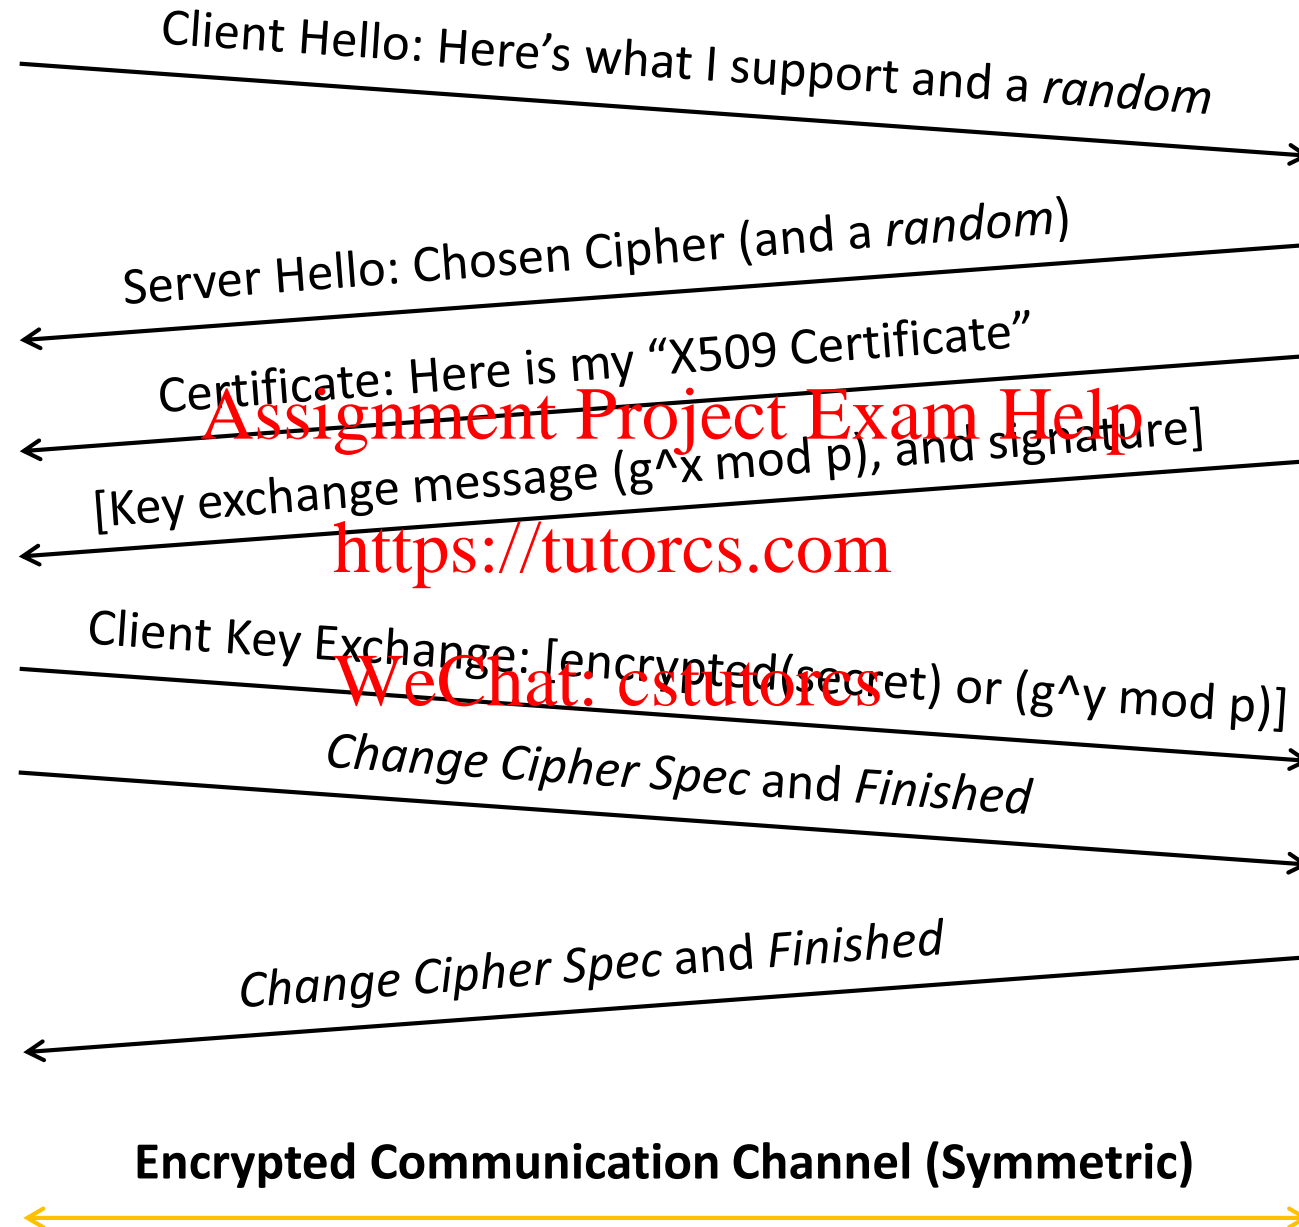 Client Hello: Here’s what I support and a random
Server Hello: Chosen Cipher (and a random)
Certificate: Here is my “X509 Certificate”
Assignment Project Exam Help
[Key exchange message (g^x mod p), and signature]
https://tutorcs.com
Client Key Exchange: [encrypted(secret) or (g^y mod p)]
WeChat: cstutorcs
Change Cipher Spec and Finished
Change Cipher Spec and Finished
Encrypted Communication Channel (Symmetric)